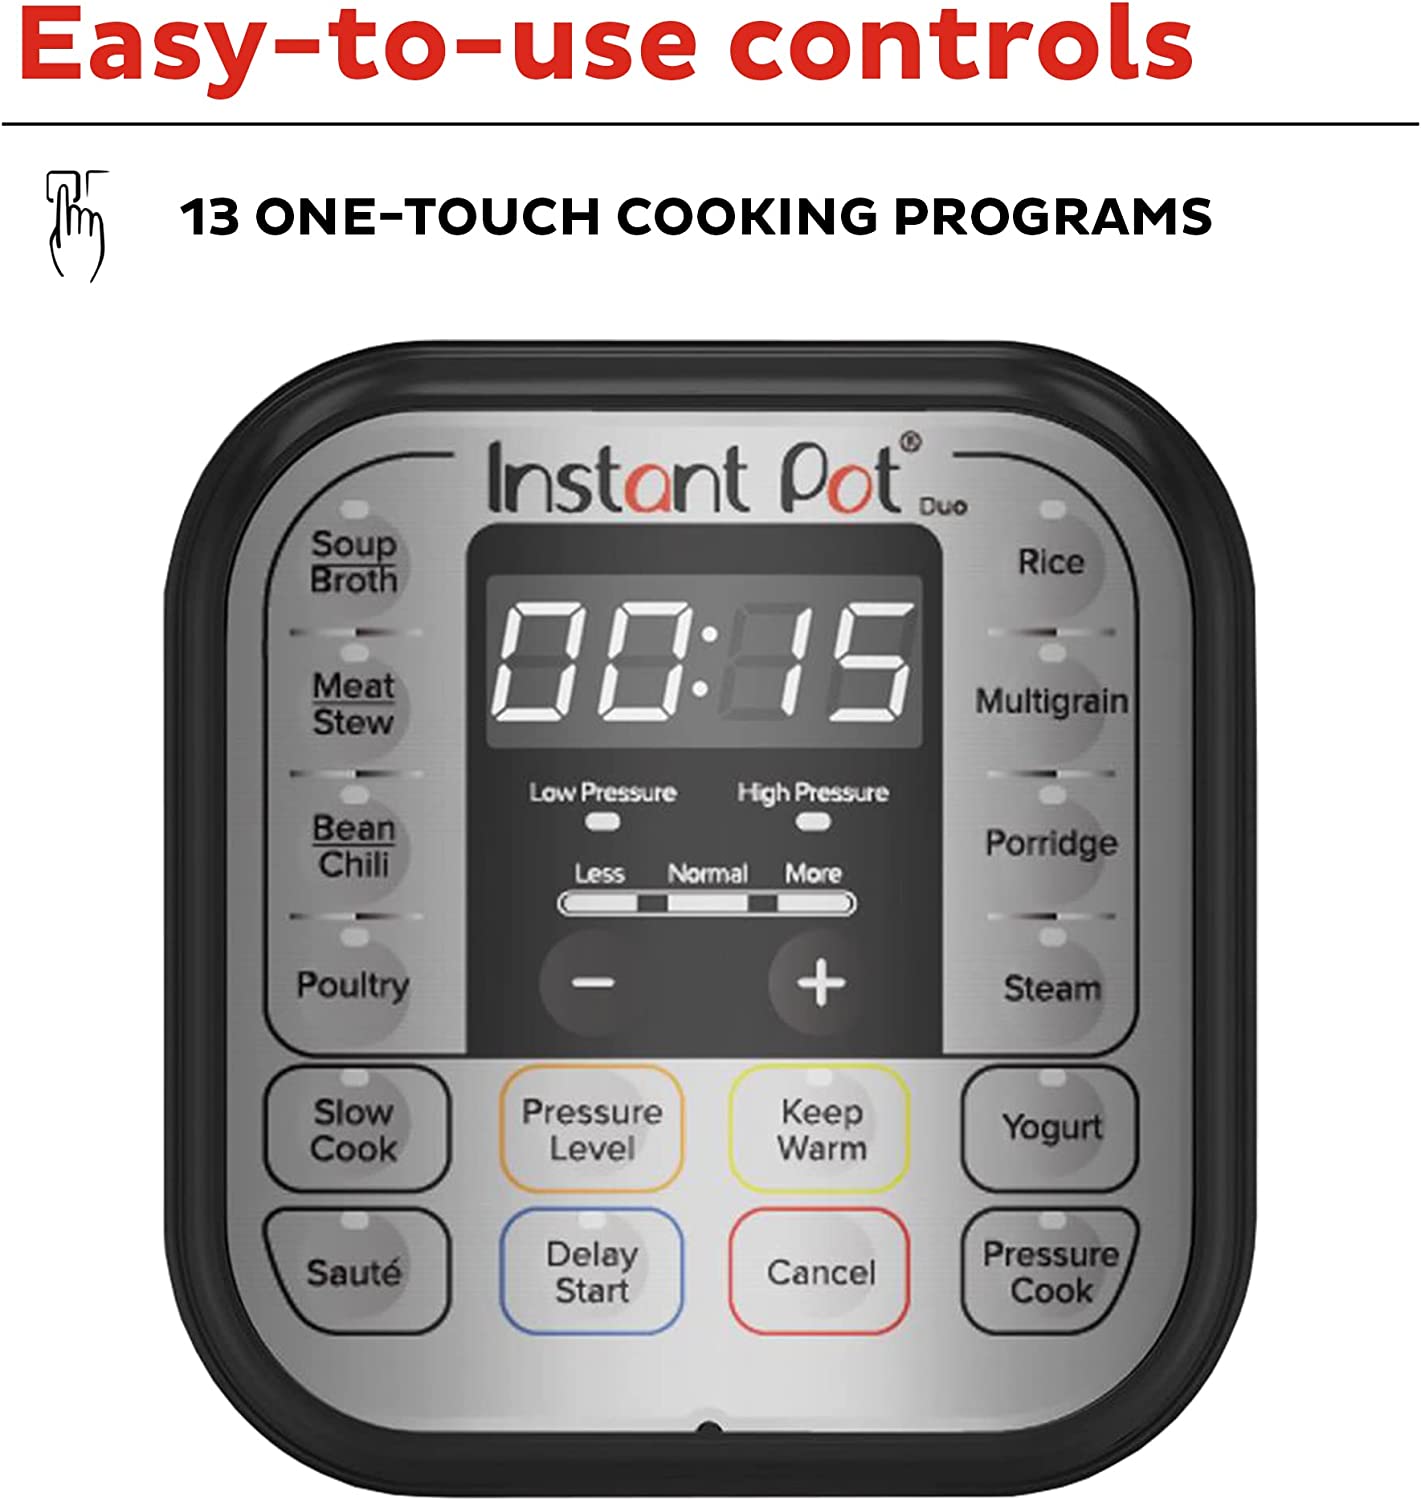 Easy-to-use controls
13 ONE-TOUCH COOKING PROGRAMS
Instant Pot® Duo
Soup
Broth
Rice
00:15
Meat
Stew
Multigrain
Low Pressure High Pressure
Bean
Chili
Porridge
Less Normal More
Poultry
− +
Steam
Slow
Cook
Pressure
Level
Keep
Warm
Yogurt
Sauté
Delay
Start
Cancel
Pressure
Cook